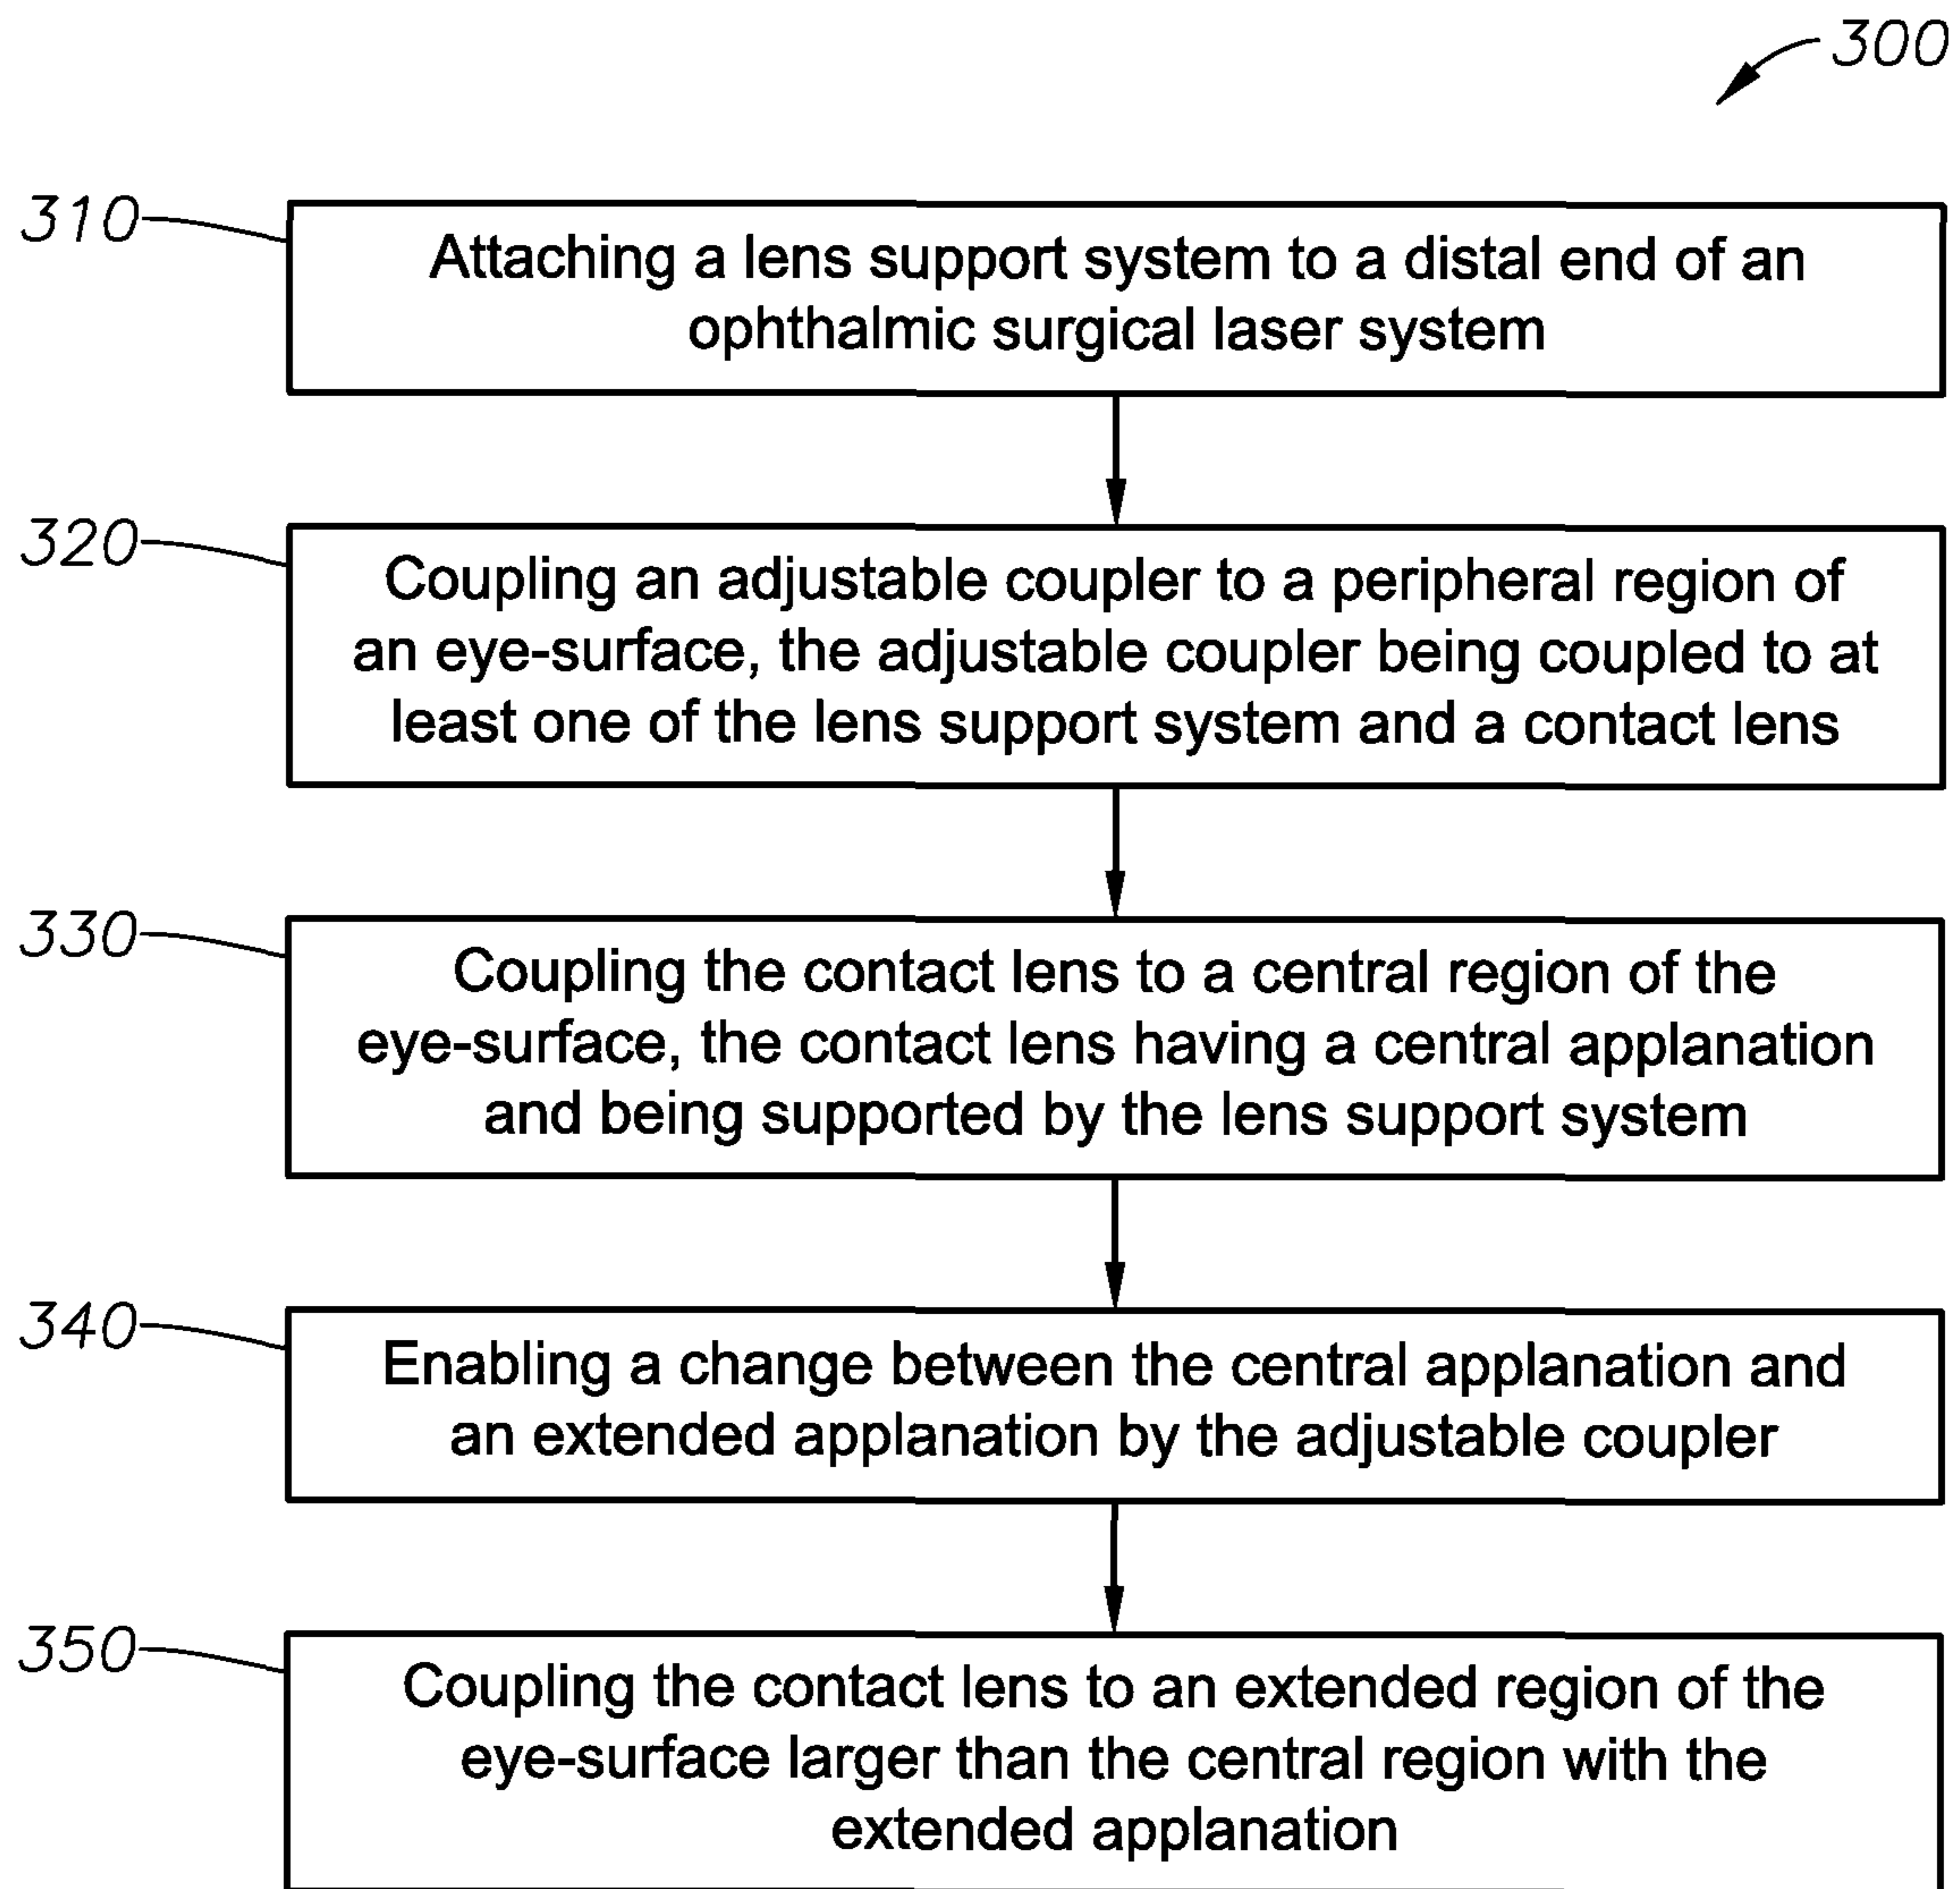 300
310
Attaching a lens support system to a distal end of an
ophthalmic surgical laser system
320
Coupling an adjustable coupler to a peripheral region of
an eye-surface, the adjustable coupler being coupled to at
least one of the lens support system and a contact lens
330
Coupling the contact lens to a central region of the
eye-surface, the contact lens having a central applanation
and being supported by the lens support system
340
Enabling a change between the central applanation and
an extended applanation by the adjustable coupler
350
Coupling the contact lens to an extended region of the
eye-surface larger than the central region with the
extended applanation